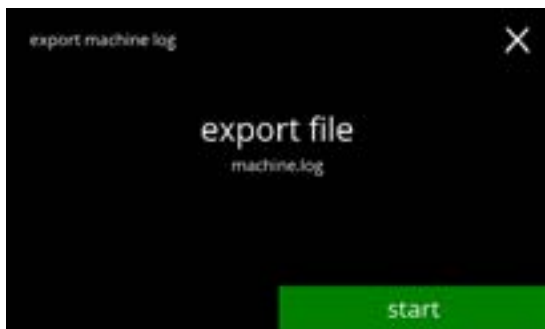 export machine log
export file
machine.log
start